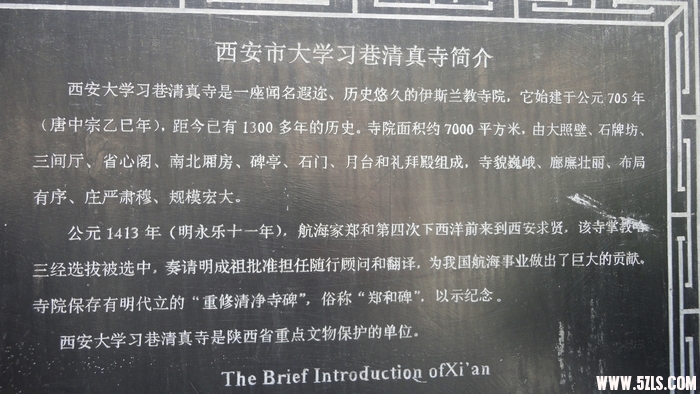 西安市大学习巷清真寺简介
西安大学习巷清真寺是一座闻名遐迩、历史悠久的伊斯兰教寺院，它始建于公元705年
（唐中宗乙巳年），距今已有1300多年的历史。寺院面积约7000平方米，由大照壁、石牌坊、
三间厅、省心阁、南北厢房、碑亭、石门、月台和礼拜殿组成，寺貌巍峨、廊庑壮丽、布局
有序、庄严肃穆、规模宏大。
公元1413年（明永乐十一年），航海家郑和第四次下西洋前来到西安求贤，该寺掌教哈
三经选拔被选中，奏请明成祖批准担任随行顾问和翻译，为我国航海事业做出了巨大的贡献。
寺院保存有明代立的“重修清净寺碑”，俗称“郑和碑”，以示纪念。
西安大学习巷清真寺是陕西省重点文物保护的单位。
The Brief Introduction ofXi'an
WWW.5ZLS.COM